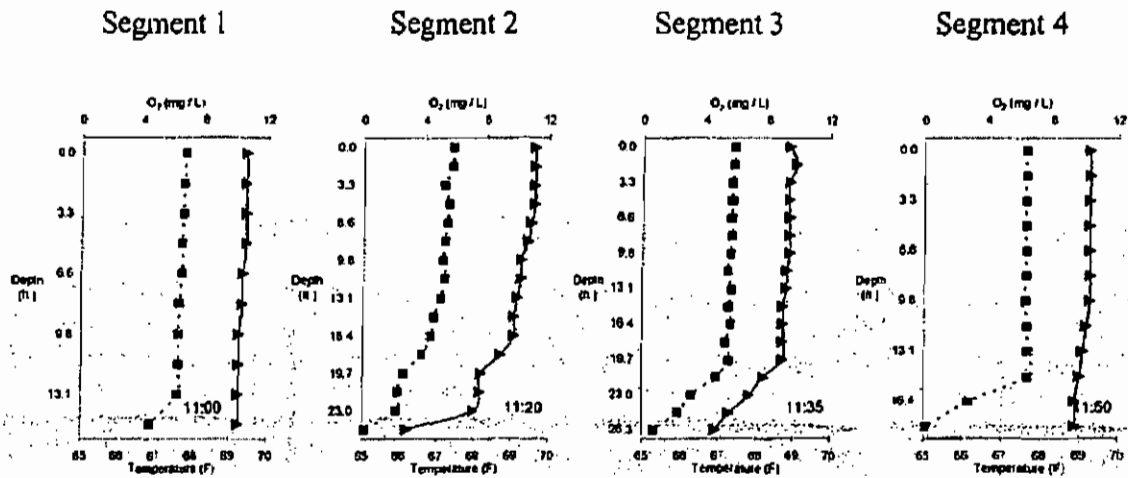 Segment 1
O₂ (mg / L)
0 4 8 12
0.0
3.3
6.6
9.8
13.1
Depth
(ft)
11:00
65 66 67 68 69 70
Temperature (F)
Segment 2
O₂ (mg / L)
0 4 8 12
0.0
3.3
6.6
9.8
13.1
16.4
19.7
23.0
Depth
(ft)
11:20
65 66 67 68 69 70
Temperature (F)
Segment 3
O₂ (mg / L)
0 4 8 12
0.0
3.3
6.6
9.8
13.1
16.4
19.7
23.0
26.3
Depth
(ft)
11:35
65 66 67 68 69 70
Temperature (F)
Segment 4
O₂ (mg / L)
0 4 8 12
0.0
3.3
6.6
9.8
13.1
16.4
Depth
(ft)
11:50
65 66 67 68 69 70
Temperature (F)